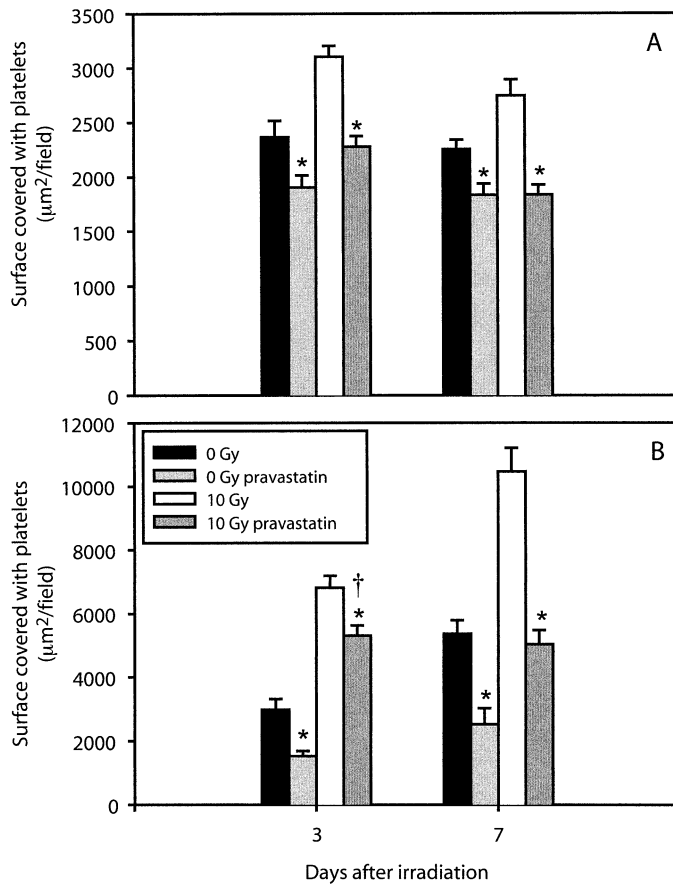 A
Surface covered with platelets
(µm²/field)
3500
3000
2500
2000
1500
1000
500
0
*
*
*
*
B
Surface covered with platelets
(µm²/field)
12000
10000
8000
6000
4000
2000
0
0 Gy
0 Gy pravastatin
10 Gy
10 Gy pravastatin
*
†
*
*
*
3
7
Days after irradiation